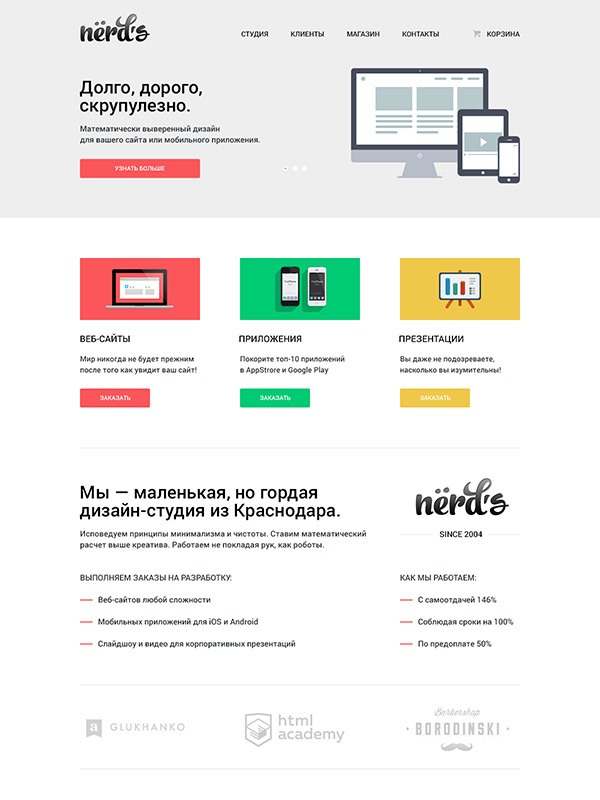 nërd's
СТУДИЯ КЛИЕНТЫ МАГАЗИН КОНТАКТЫ КОРЗИНА
Долго, дорого,
скрупулезно.
Математически выверенный дизайн
для вашего сайта или мобильного приложения.
УЗНАТЬ БОЛЬШЕ
ВЕБ-САЙТЫ
Мир никогда не будет прежним
после того как увидит ваш сайт!
ЗАКАЗАТЬ
ПРИЛОЖЕНИЯ
Покорите топ-10 приложений
в AppStrore и Google Play
ЗАКАЗАТЬ
ПРЕЗЕНТАЦИИ
Вы даже не подозреваете,
насколько вы изумительны!
ЗАКАЗАТЬ
Мы — маленькая, но гордая
дизайн-студия из Краснодара.
Исповедуем принципы минимализма и чистоты. Ставим математический
расчет выше креатива. Работаем не покладая рук, как роботы.
nërd's
SINCE 2004
ВЫПОЛНЯЕМ ЗАКАЗЫ НА РАЗРАБОТКУ:
Веб-сайтов любой сложности
Мобильных приложений для iOS и Android
Слайдшоу и видео для корпоративных презентаций
КАК МЫ РАБОТАЕМ:
С самоотдачей 146%
Соблюдая сроки на 100%
По предоплате 50%
a GLUKHANKO
html
academy
Barbershop
BORODINSKI